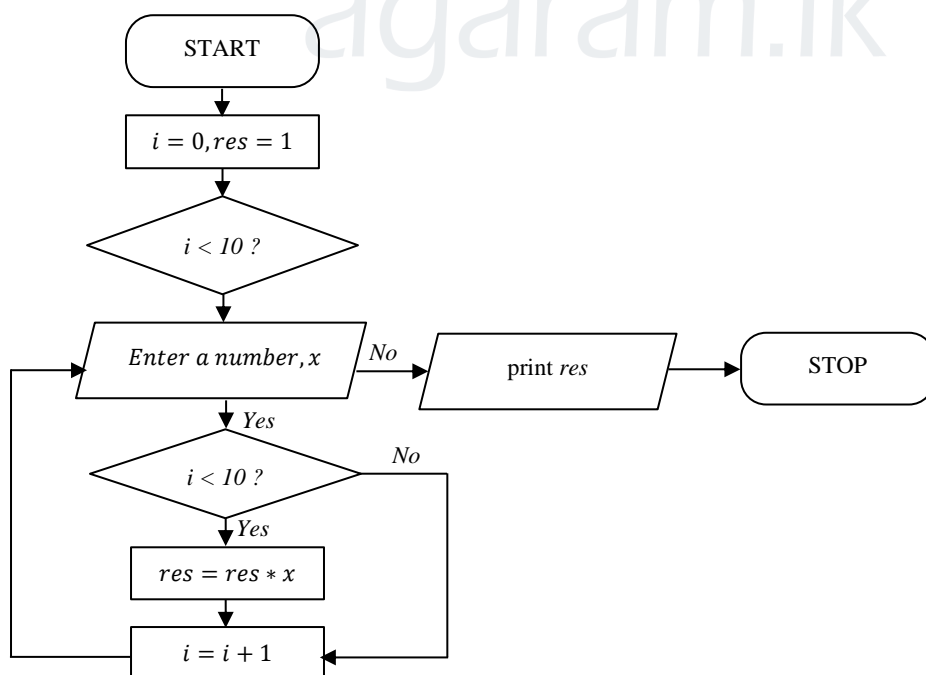 agaram.lk
START
i = 0, res = 1
i < 10 ?
Enter a number, x
No
print res
STOP
Yes
i < 10 ?
No
Yes
res = res * x
i = i + 1